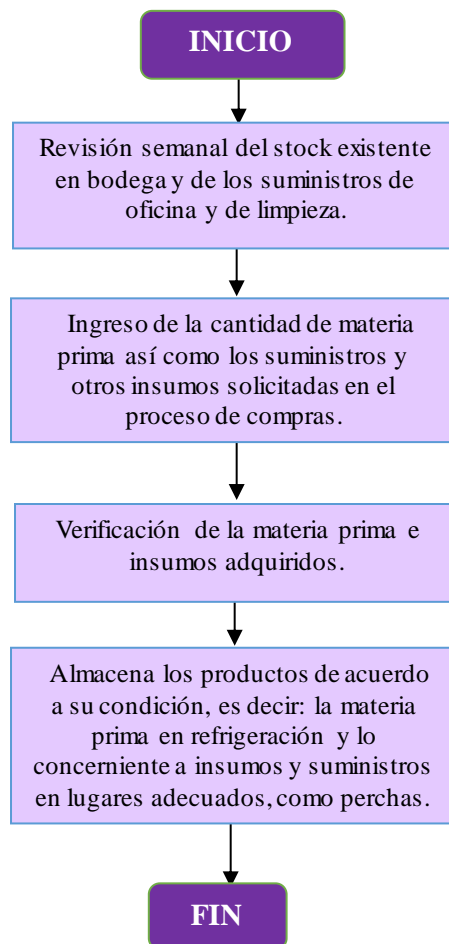 INICIO
Revisión semanal del stock existente
en bodega y de los suministros de
oficina y de limpieza.
Ingreso de la cantidad de materia
prima así como los suministros y
otros insumos solicitadas en el
proceso de compras.
Verificación de la materia prima e
insumos adquiridos.
Almacena los productos de acuerdo
a su condición, es decir: la materia
prima en refrigeración y lo
concerniente a insumos y suministros
en lugares adecuados, como perchas.
FIN